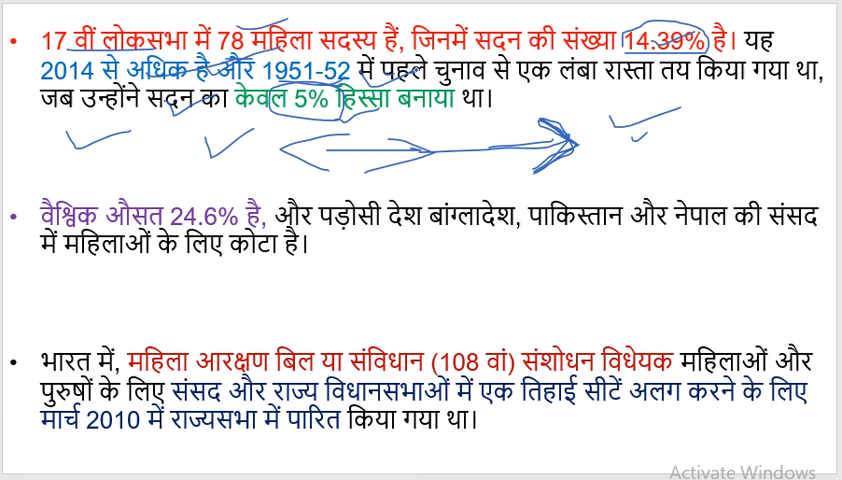 • 17 वीं लोकसभा में 78 महिला सदस्य हैं, जिनमें सदन की संख्या 14.39% है। यह
2014 से अधिक है और 1951-52 में पहले चुनाव से एक लंबा रास्ता तय किया गया था,
जब उन्होंने सदन का केवल 5% हिस्सा बनाया था।
• वैश्विक औसत 24.6% है, और पड़ोसी देश बांग्लादेश, पाकिस्तान और नेपाल की संसद
में महिलाओं के लिए कोटा है।
• भारत में, महिला आरक्षण बिल या संविधान (108 वां) संशोधन विधेयक महिलाओं और
पुरुषों के लिए संसद और राज्य विधानसभाओं में एक तिहाई सीटें अलग करने के लिए
मार्च 2010 में राज्यसभा में पारित किया गया था।
Activate Windows